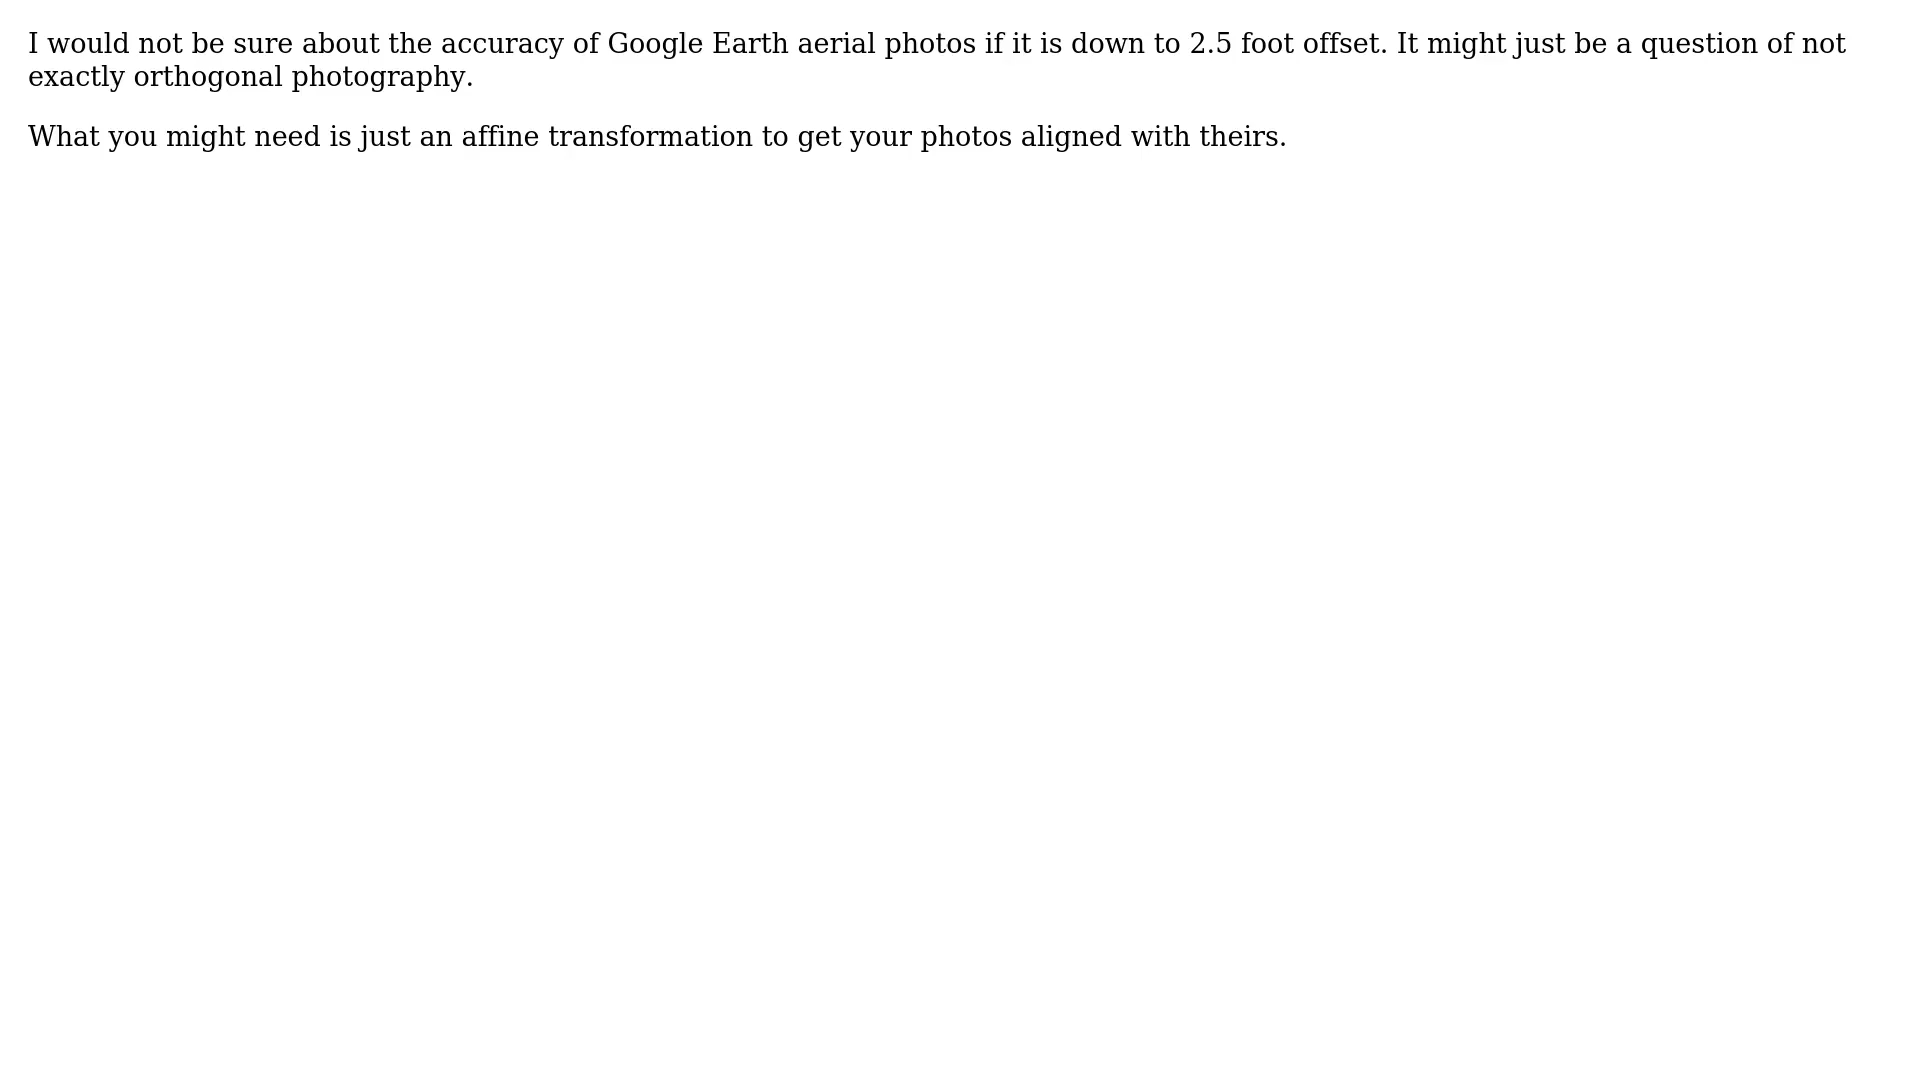 I would not be sure about the accuracy of Google Earth aerial photos if it is down to 2.5 foot offset. It might just be a question of not
exactly orthogonal photography.
What you might need is just an affine transformation to get your photos aligned with theirs.